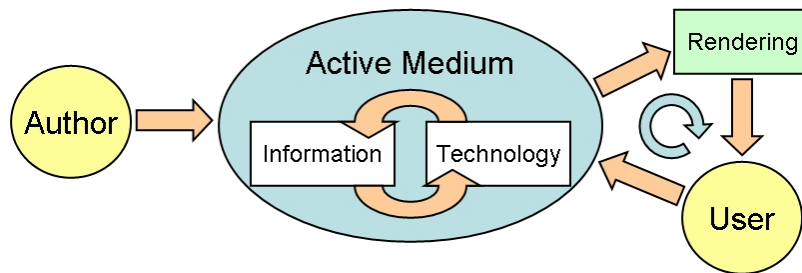 Author
Active Medium
Information
Technology
Rendering
User